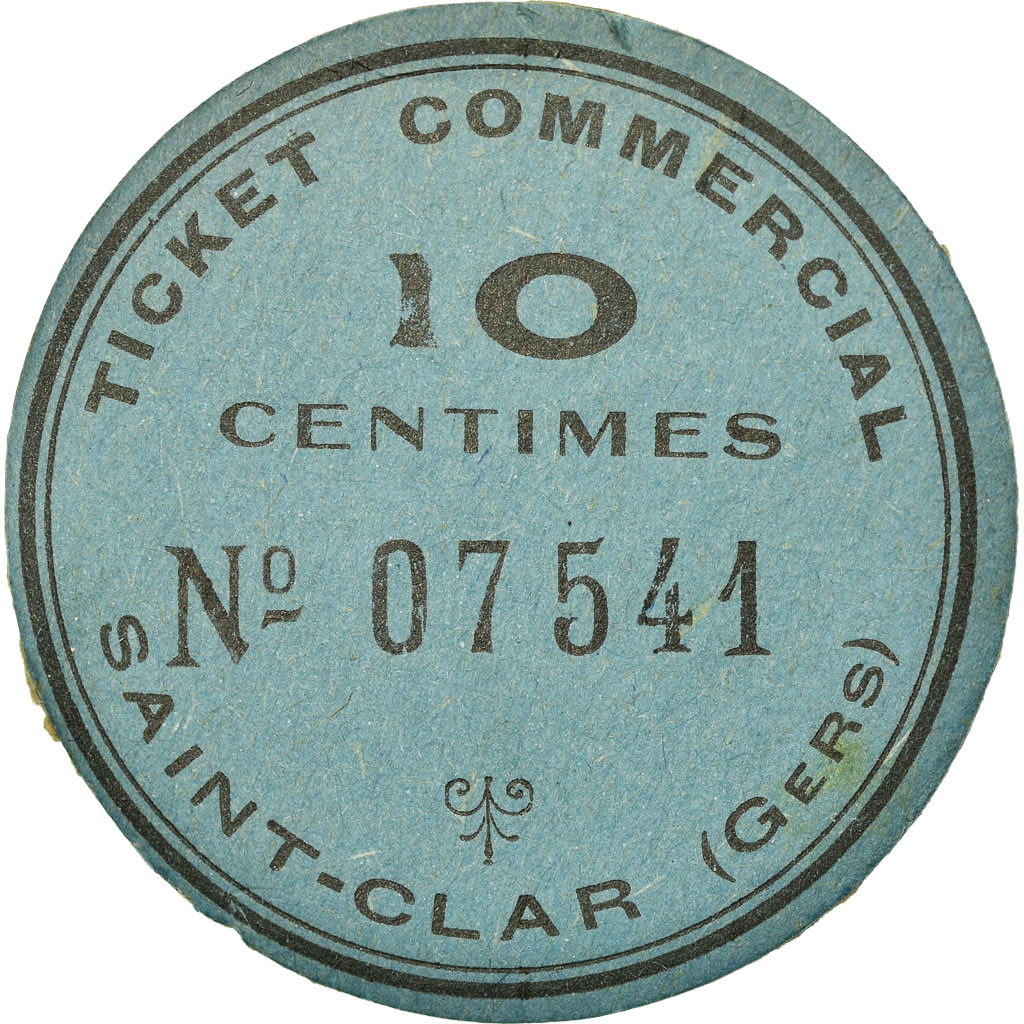 TICKET COMMERCIAL
10
CENTIMES
Nº 07541
SAINT-CLAR (GERS)